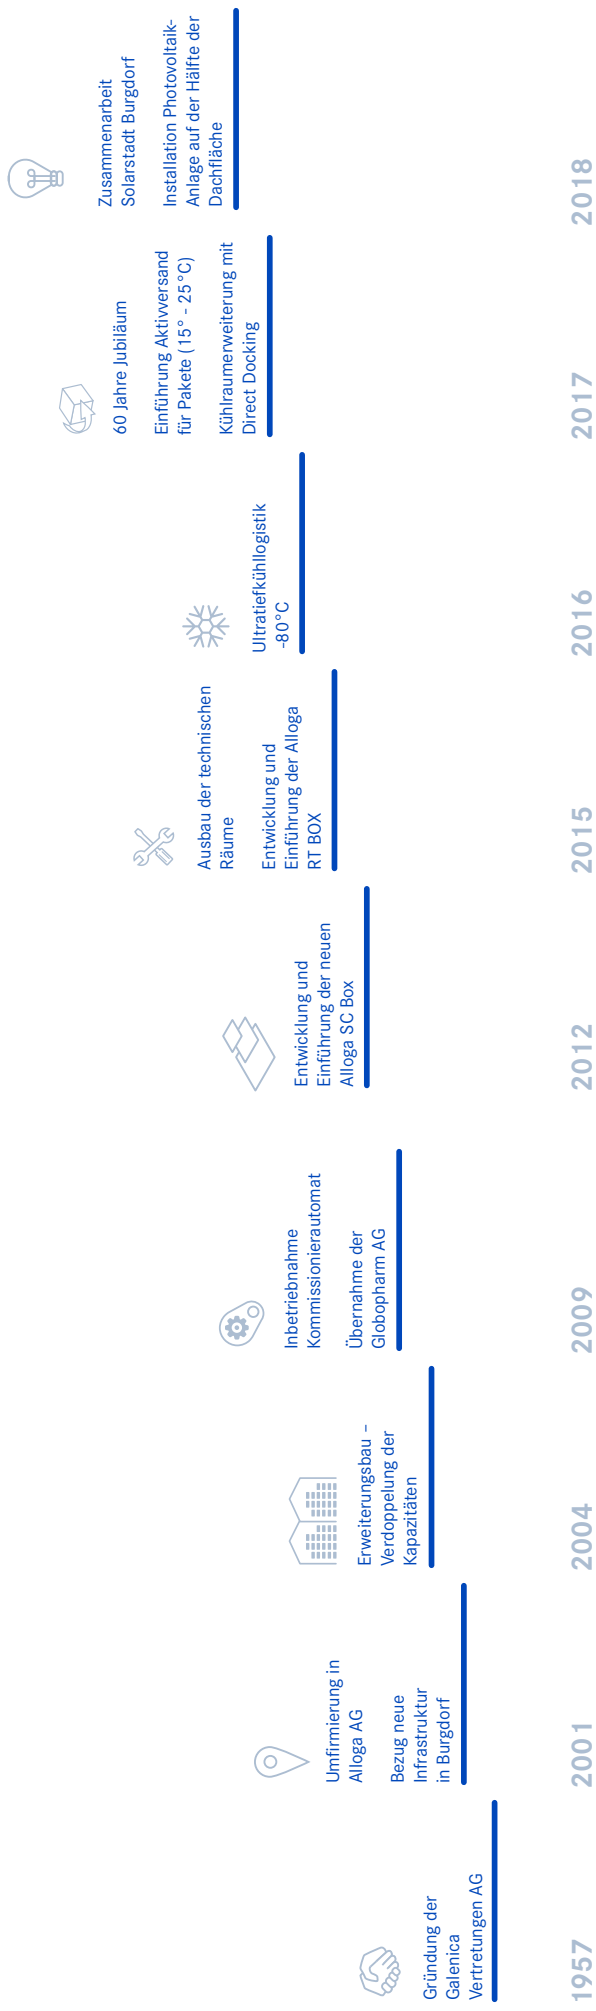 Gründung der
Galenica
Vertretungen AG
1957
Umfirmierung in
Alloga AG
Bezug neue
Infrastruktur
in Burgdorf
2001
Erweiterungsbau –
Verdoppelung der
Kapazitäten
2004
Inbetriebnahme
Kommissionierautomat
Übernahme der
Globopharm AG
2009
Entwicklung und
Einführung der neuen
Alloga SC Box
2012
Ausbau der technischen
Räume
Entwicklung und
Einführung der Alloga
RT BOX
2015
Ultratiefkühllogistik
-80°C
2016
60 Jahre Jubiläum
Einführung Aktivversand
für Pakete (15° - 25°C)
Kühlraumerweiterung mit
Direct Docking
2017
Zusammenarbeit
Solarstadt Burgdorf
Installation Photovoltaik-
Anlage auf der Hälfte der
Dachfläche
2018